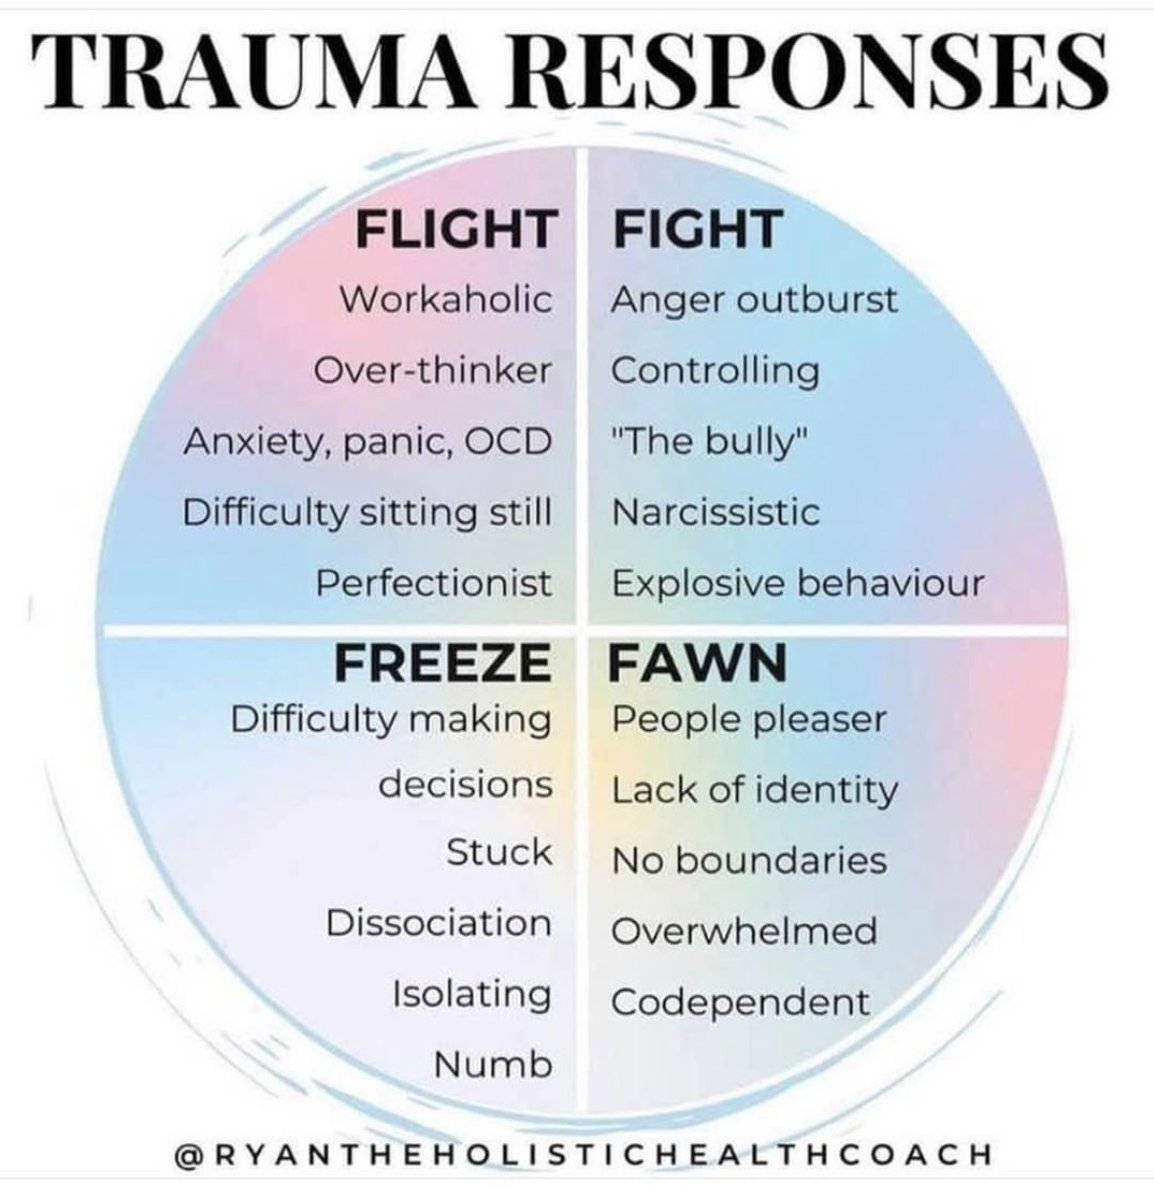 TRAUMA RESPONSES
FLIGHT
Workaholic
Over-thinker
Anxiety, panic, OCD
Difficulty sitting still
Perfectionist
FIGHT
Anger outburst
Controlling
"The bully"
Narcissistic
Explosive behaviour
FREEZE
Difficulty making
decisions
Stuck
Dissociation
Isolating
Numb
FAWN
People pleaser
Lack of identity
No boundaries
Overwhelmed
Codependent
@RYANTHEHOLISTICHEALTHCOACH